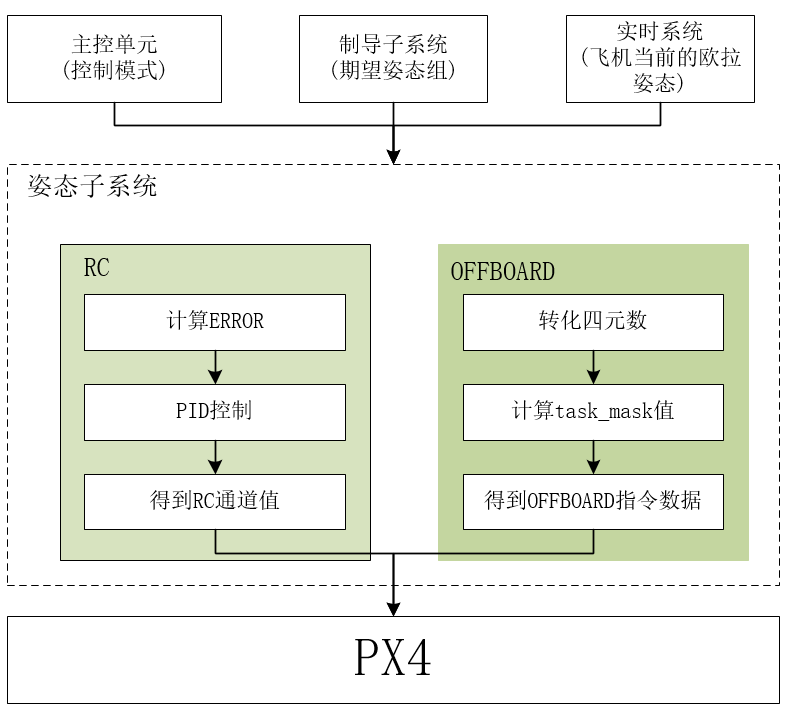 主控单元
(控制模式)
制导子系统
(期望姿态组)
实时系统
(飞机当前的欧拉
姿态)
姿态子系统
RC
计算ERROR
PID控制
得到RC通道值
OFFBOARD
转化四元数
计算task_mask值
得到OFFBOARD指令数据
PX4